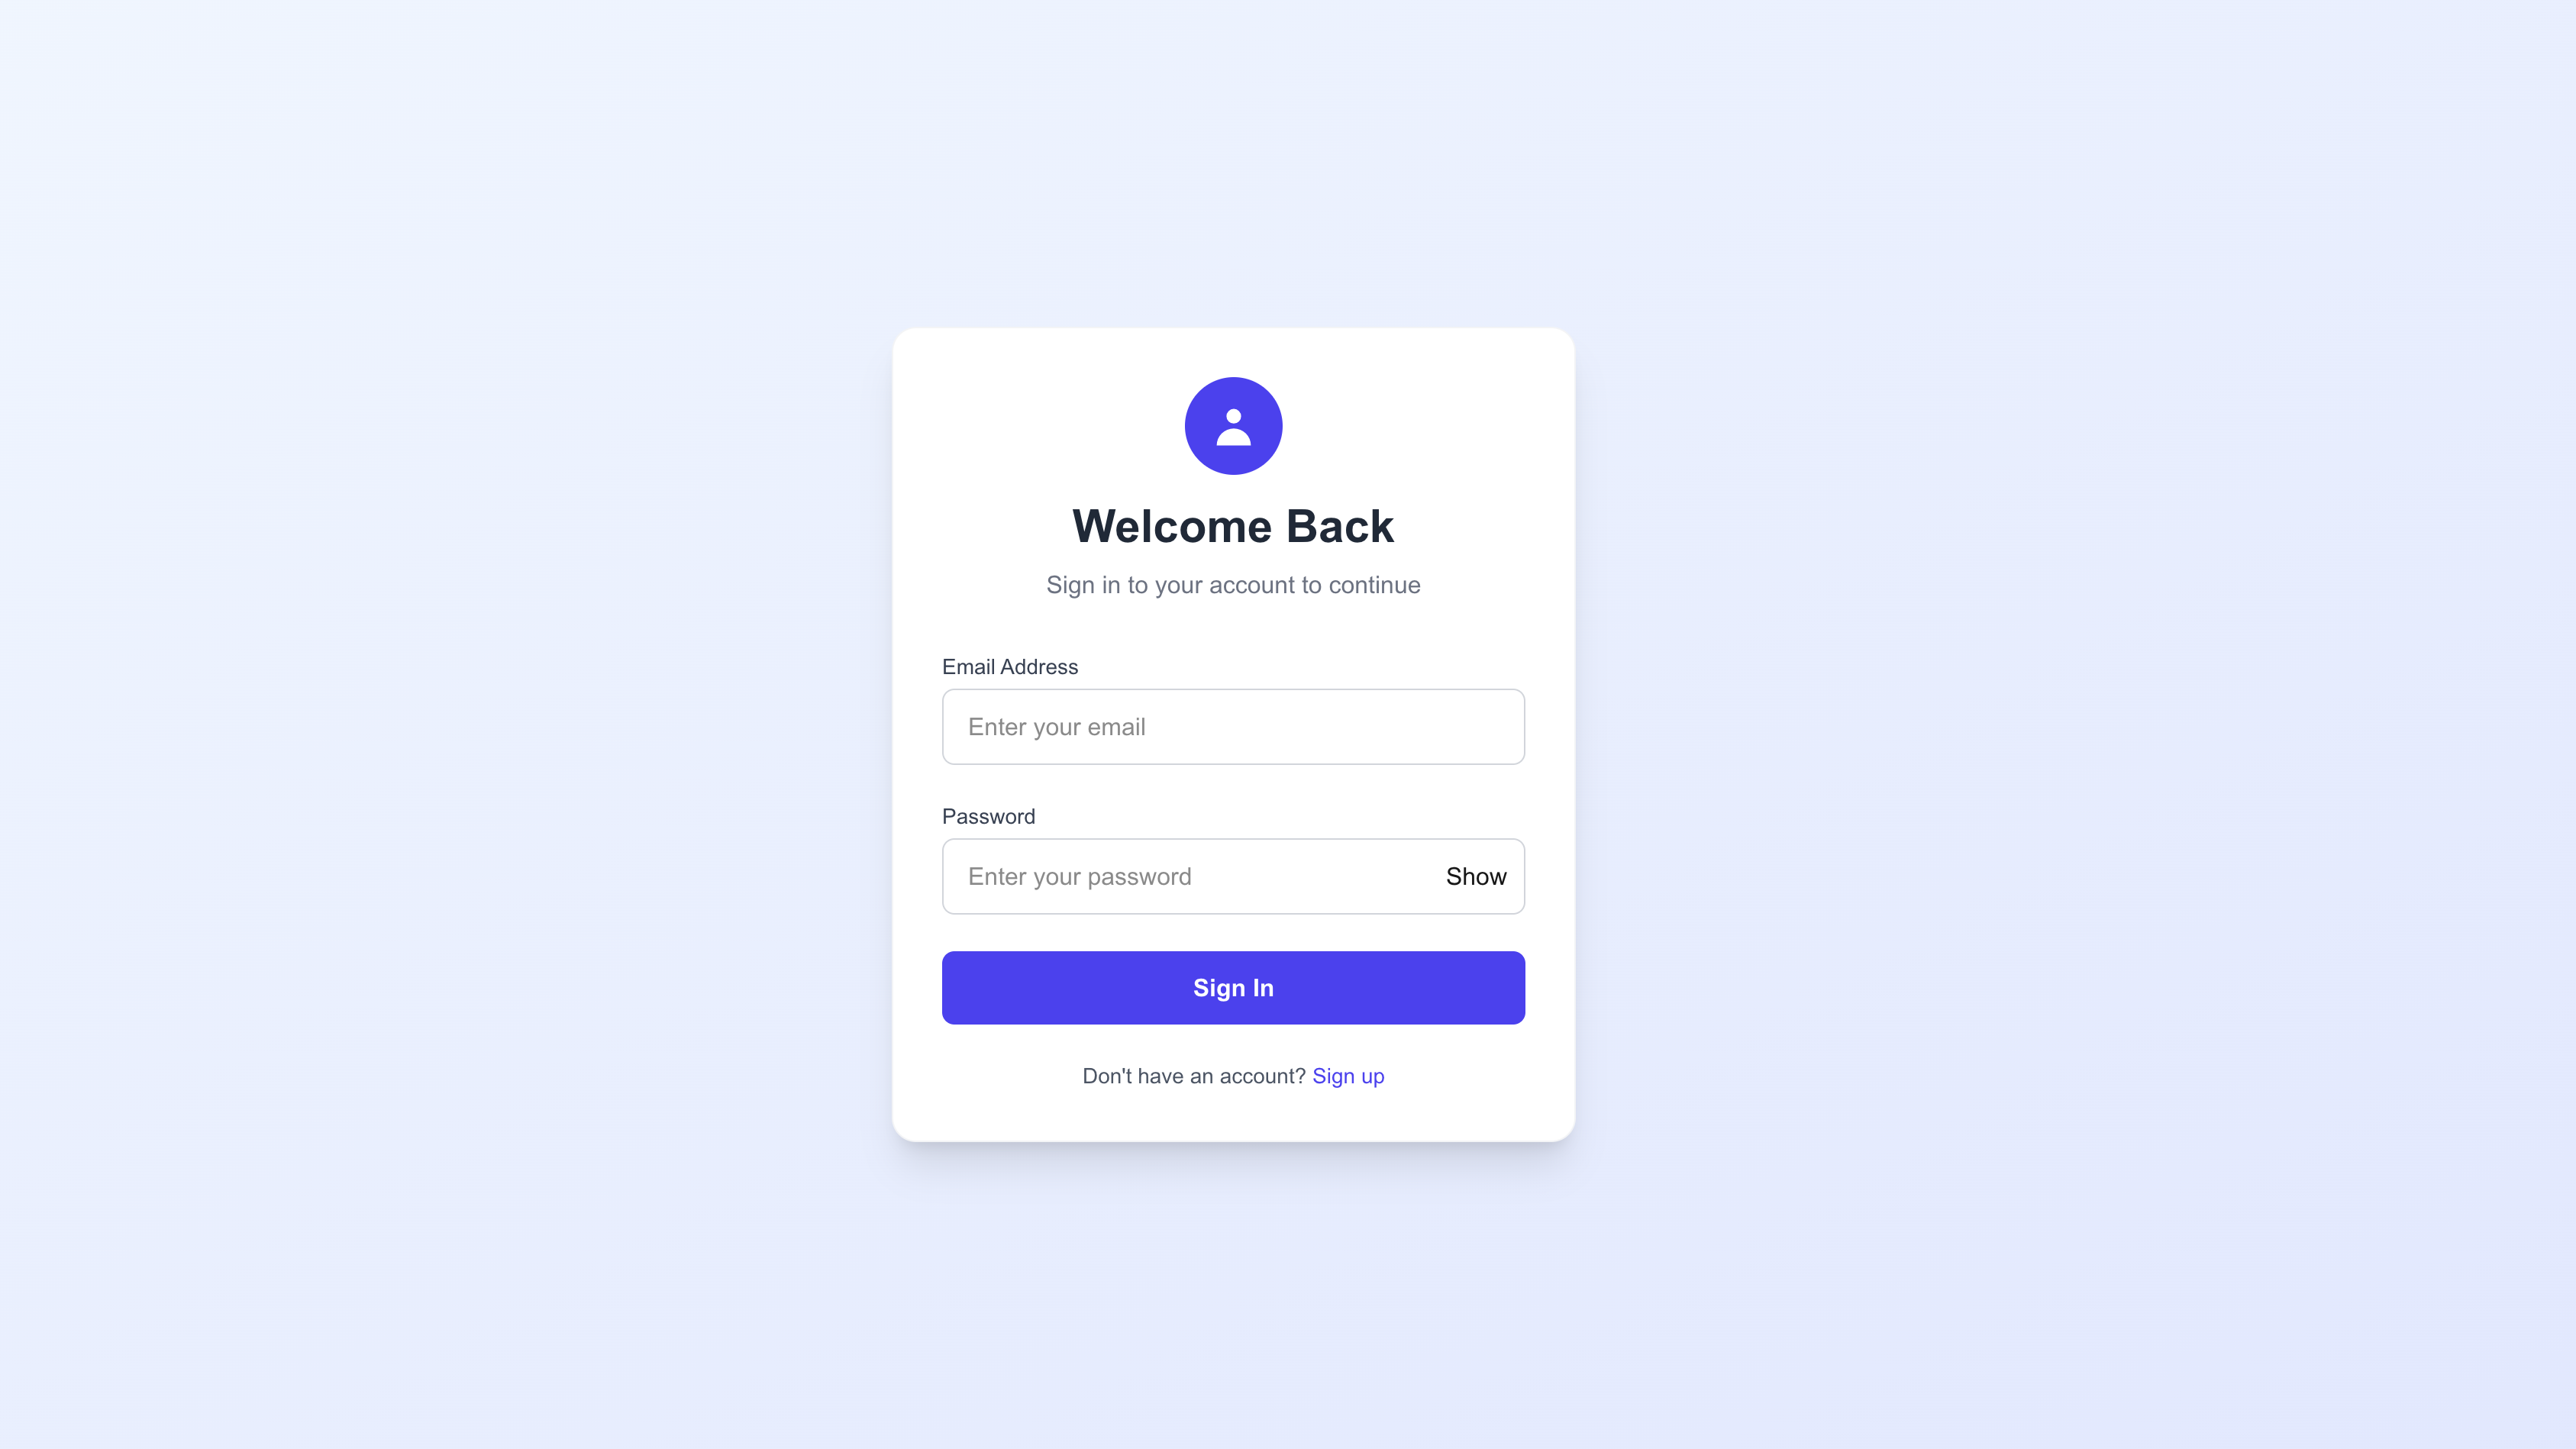 Welcome Back
Sign in to your account to continue
Email Address
Enter your email
Password
Enter your password Show
Sign In
Don't have an account? Sign up